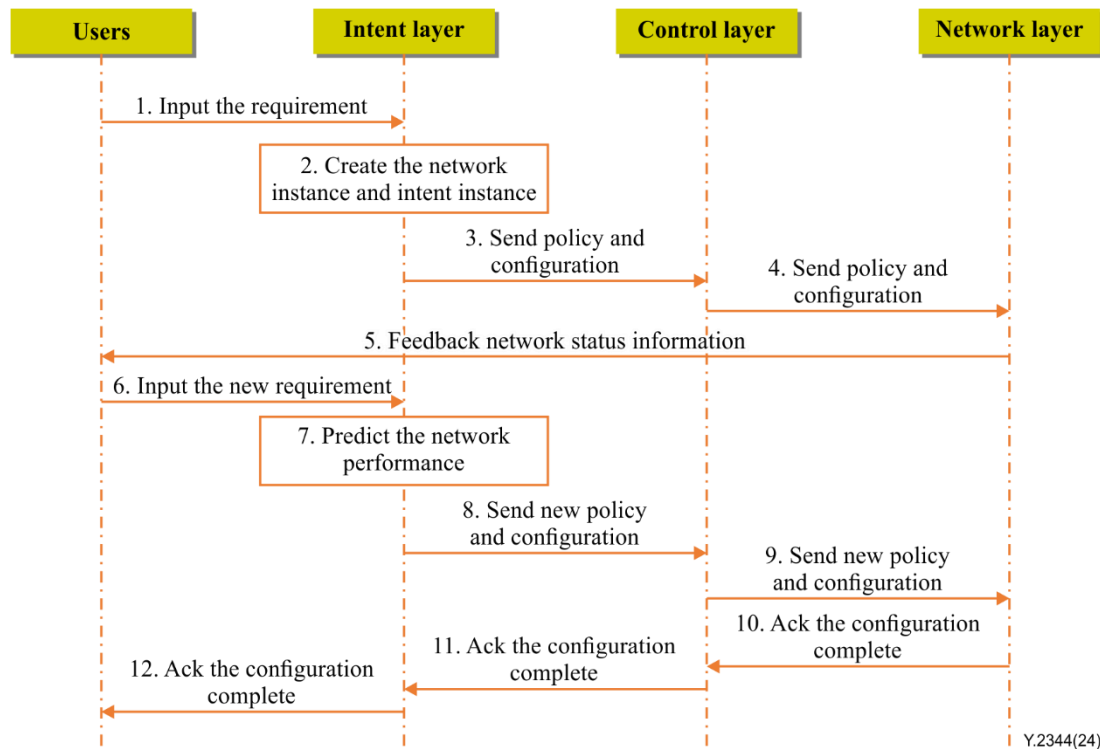 Users
Intent layer
Control layer
Network layer
1. Input the requirement
2. Create the network
instance and intent instance
3. Send policy and
configuration
4. Send policy and
configuration
5. Feedback network status information
6. Input the new requirement
7. Predict the network
performance
8. Send new policy
and configuration
9. Send new policy
and configuration
10. Ack the configuration
complete
11. Ack the configuration
complete
12. Ack the configuration
complete
Y.2344(24)